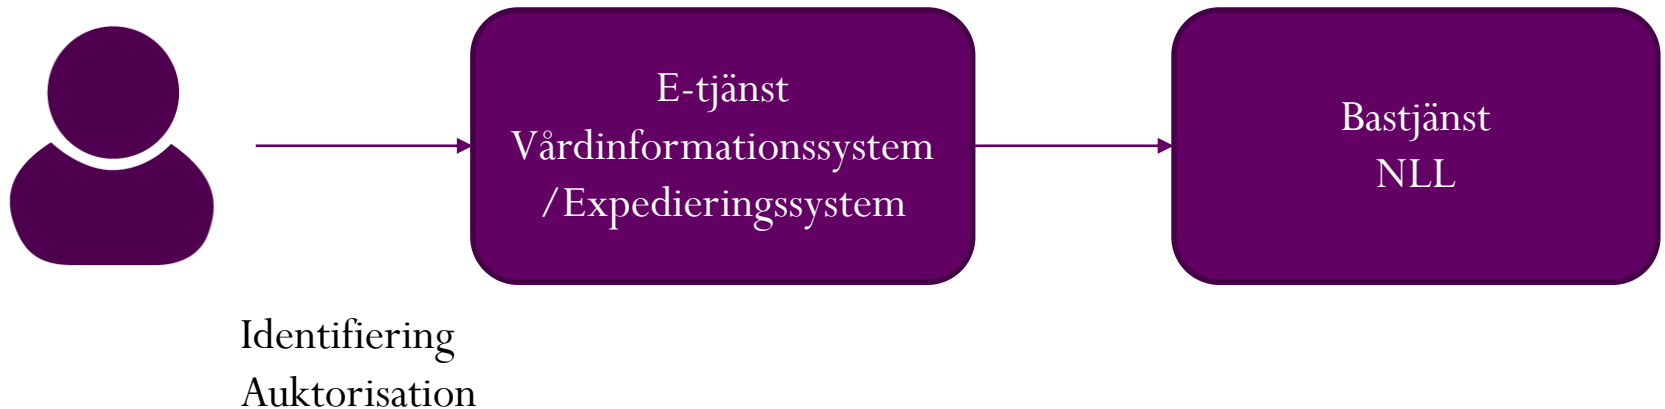 E-tjänst
Vårdinformationssystem
/Expedieringssystem
Bastjänst
NLL
Identifiering
Auktorisation